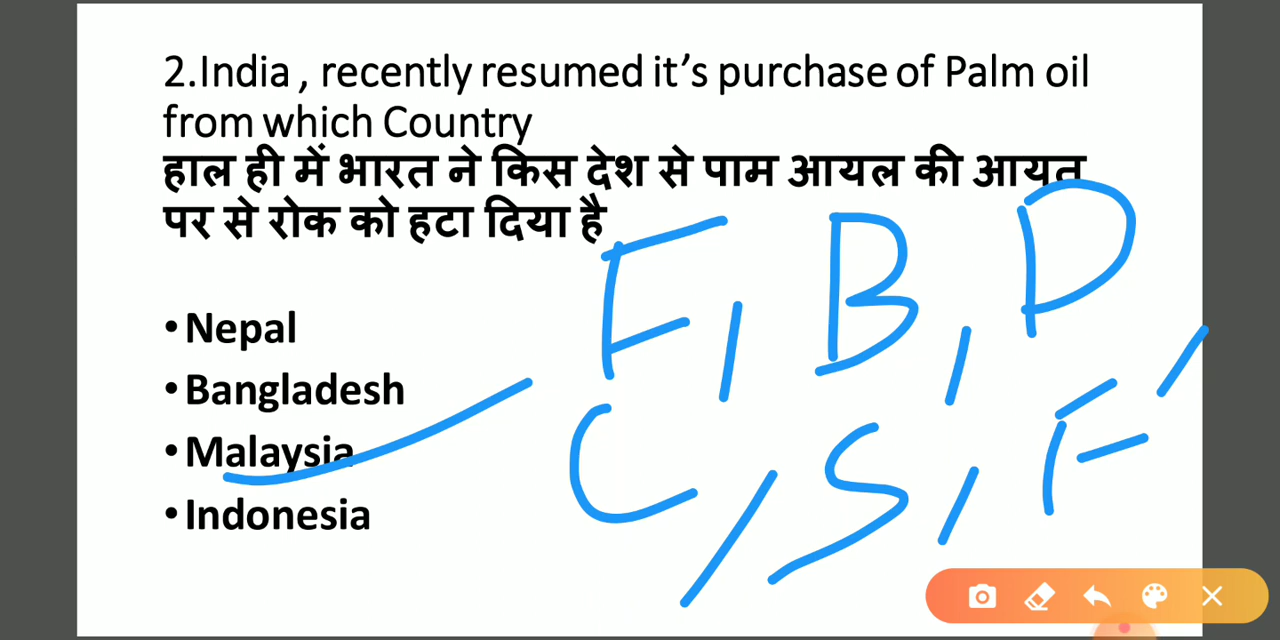 2.India , recently resumed it’s purchase of Palm oil
from which Country
हाल ही में भारत ने किस देश से पाम आयल की आयत
पर से रोक को हटा दिया है
F, B, D,
• Nepal
• Bangladesh
C, S, F
• Malaysia
• Indonesia